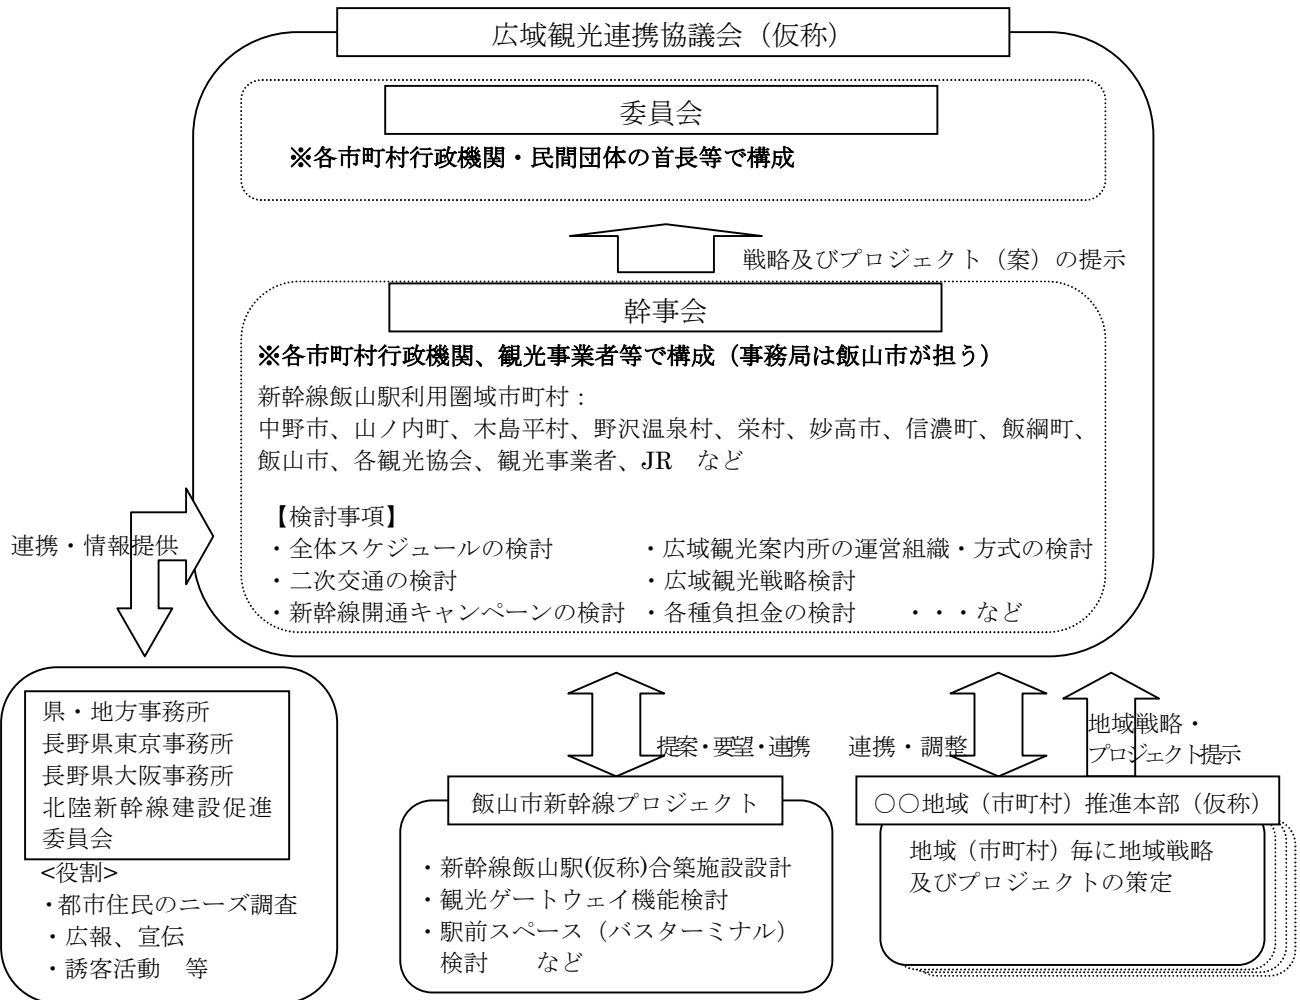 広域観光連携協議会（仮称）
委員会
※各市町村行政機関・民間団体の首長等で構成
戦略及びプロジェクト（案）の提示
幹事会
※各市町村行政機関、観光事業者等で構成（事務局は飯山市が担う）
新幹線飯山駅利用圏域市町村：
中野市、山ノ内町、木島平村、野沢温泉村、栄村、妙高市、信濃町、飯綱町、
飯山市、各観光協会、観光事業者、JR　など
【検討事項】
・全体スケジュールの検討　・広域観光案内所の運営組織・方式の検討
・二次交通の検討　・広域観光戦略検討
・新幹線開通キャンペーンの検討　・各種負担金の検討　・・・など
連携・情報提供
県・地方事務所
長野県東京事務所
長野県大阪事務所
北陸新幹線建設促進
委員会
<役割>
・都市住民のニーズ調査
・広報、宣伝
・誘客活動　等
提案・要望・連携
飯山市新幹線プロジェクト
・新幹線飯山駅(仮称)合築施設設計
・観光ゲートウェイ機能検討
・駅前スペース（バスターミナル）
検討　　など
連携・調整
地域戦略・
プロジェクト提示
○○地域（市町村）推進本部（仮称）
地域（市町村）毎に地域戦略
及びプロジェクトの策定